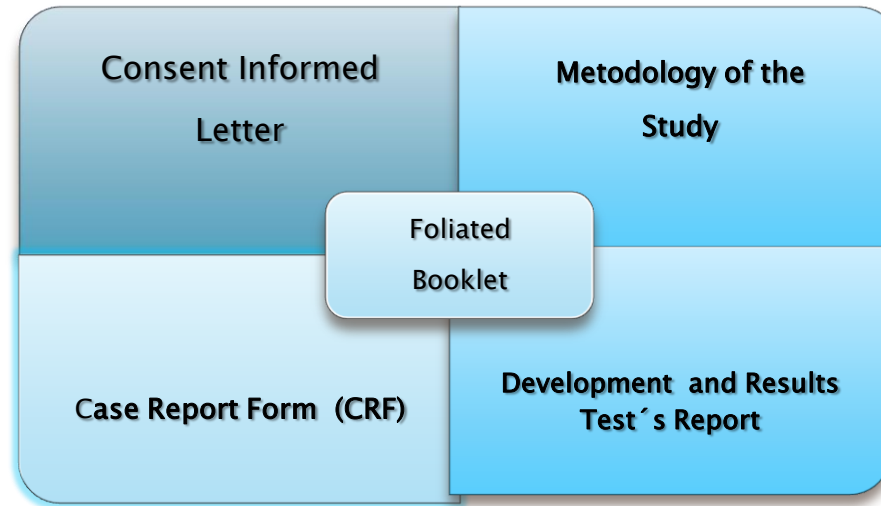 Consent Informed
Letter
Metodology of the
Study
Foliated
Booklet
Case Report Form  (CRF)
Development  and Results
Test´s Report